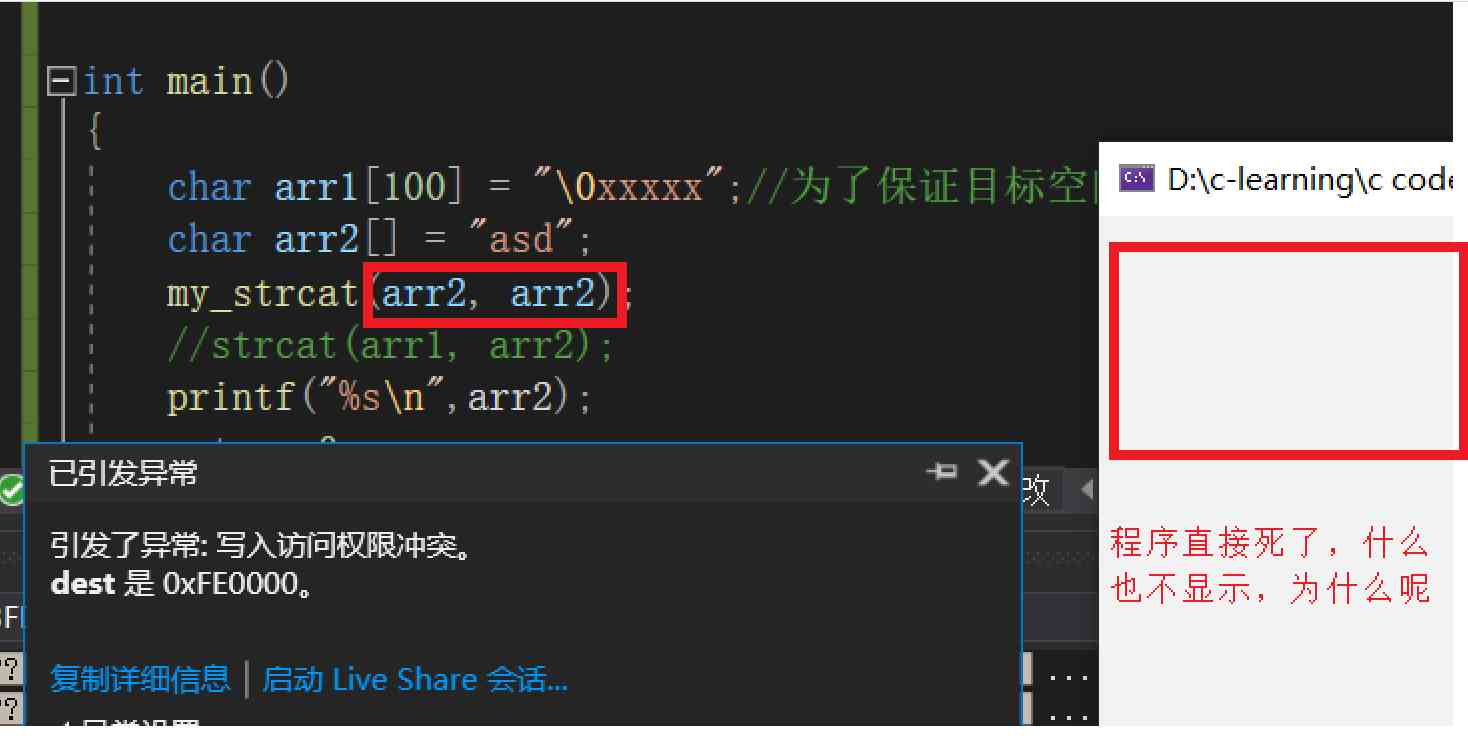 int main()
{
char arr1[100] = "\0xxxxx";//为了保证目标空
char arr2[] = "asd";
my_strcat(arr2, arr2);
//strcat(arr1, arr2);
printf("%s\n",arr2);
D:\c-learning\c code
已引发异常
改
引发了异常: 写入访问权限冲突。
dest 是 0xFE0000。
程序直接死了，什么
也不显示，为什么呢
复制详细信息 | 启动 Live Share 会话...
??
...
??
...